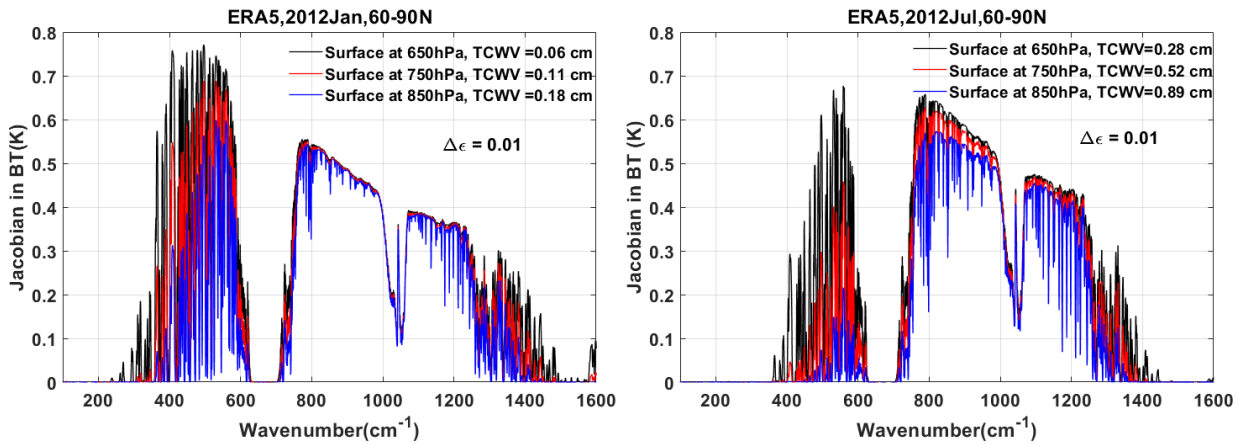 ERA5,2012Jan,60-90N
Jacobian in BT(K)
0.8
0.7
0.6
0.5
0.4
0.3
0.2
0.1
0
Surface at 650hPa, TCWV =0.06 cm
Surface at 750hPa, TCWV =0.11 cm
Surface at 850hPa, TCWV =0.18 cm
Δϵ = 0.01
200 400 600 800 1000 1200 1400 1600
Wavenumber(cm⁻¹)
ERA5,2012Jul,60-90N
Jacobian in BT (K)
0.8
0.7
0.6
0.5
0.4
0.3
0.2
0.1
0
Surface at 650hPa, TCWV=0.28 cm
Surface at 750hPa, TCWV=0.52 cm
Surface at 850hPa, TCWV=0.89 cm
Δϵ = 0.01
200 400 600 800 1000 1200 1400 1600
Wavenumber(cm⁻¹)